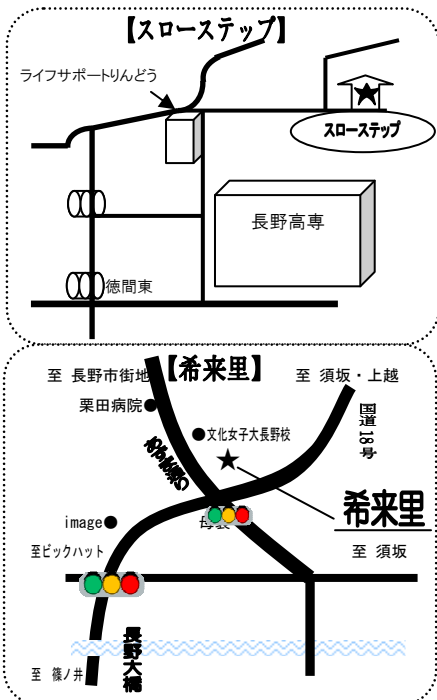 【スローステップ】
ライフサポートりんどう
スローステップ
長野高専
徳間東
【希来里】
至 長野市街地
至 須坂・上越
栗田病院●
国道18号
●文化女子大長野校
★
希来里
image●
至ビックハット
至 須坂
長野大橋
至 篠ノ井